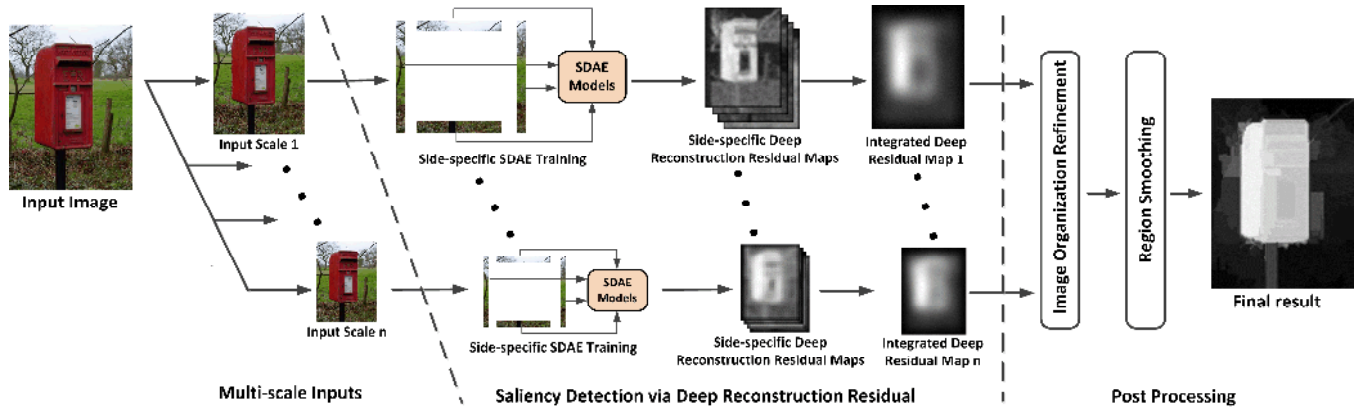 Input Image
Input Scale 1
Input Scale n
Multi-scale Inputs
SDAE
Models
Side-specific SDAE Training
Side-specific Deep
Reconstruction Residual Maps
Integrated Deep
Residual Map 1
SDAE
Models
Side-specific SDAE Training
Side-specific Deep
Reconstruction Residual Maps
Integrated Deep
Residual Map n
Saliency Detection via Deep Reconstruction Residual
Image Organization Refinement
Region Smoothing
Final result
Post Processing